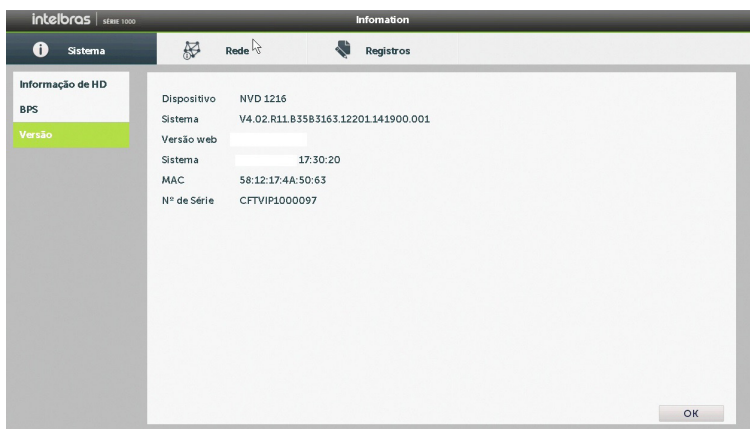 intelbras SÉRIE 1000
Infomation
Sistema Rede Registros
Informação de HD
BPS
Versão
Dispositivo NVD 1216
Sistema V4.02.R11.B35B3163.12201.141900.001
Versão web
Sistema 17:30:20
MAC 58:12:17:4A:50:63
Nº de Série CFTVIP1000097
OK